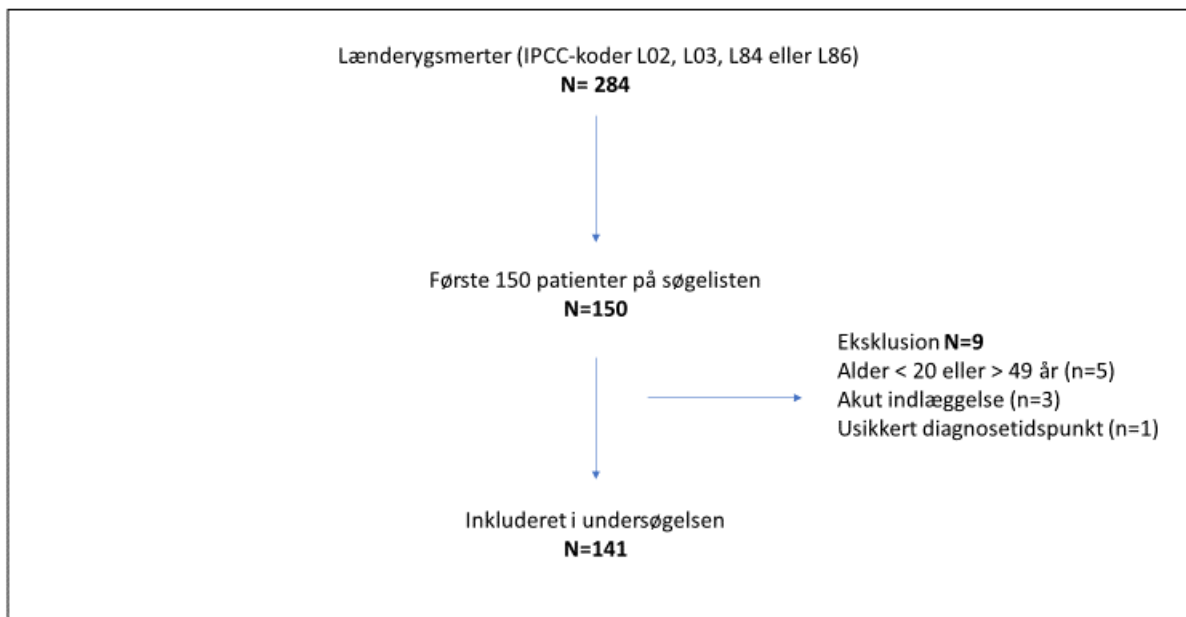 Lænderygsmerter (IPCC-koder L02, L03, L84 eller L86)
N= 284
Første 150 patienter på søgelisten
N=150
Eksklusion N=9
Alder < 20 eller > 49 år (n=5)
Akut indlæggelse (n=3)
Usikkert diagnosetidspunkt (n=1)
Inkluderet i undersøgelsen
N=141